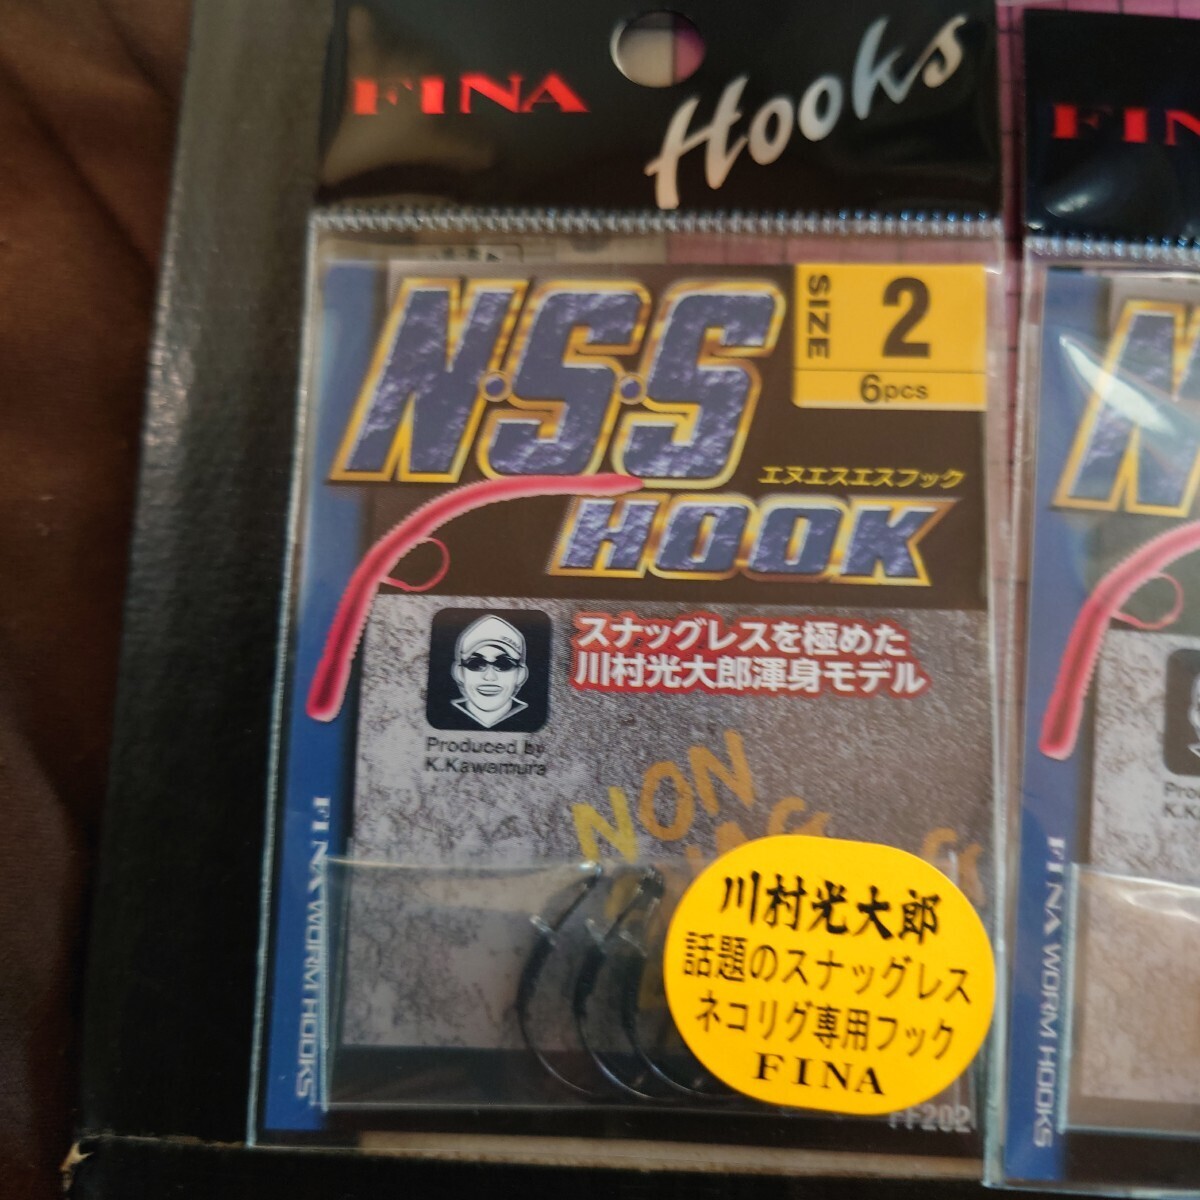 FINA
Hooks
N·S·S
SIZE
2
6pcs
エヌエスエスフック
HOOK
スナッグレスを極めた
川村光大郎渾身モデル
Produced by
K.Kawamura
NON
川村光大郎
話題のスナッグレス
ネコリグ専用フック
FINA
FF202
FINA WORM HOOKS
FIN
N
Pro
K.K
FINA WORM HOOKS